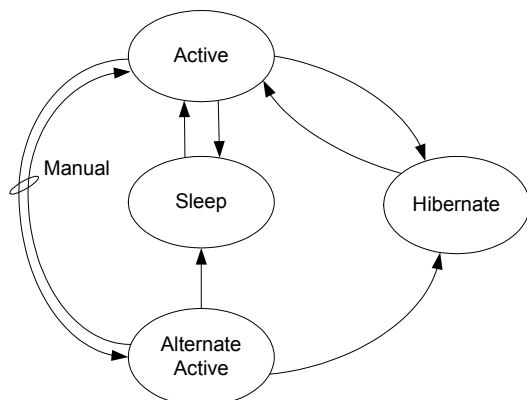 Active
Manual
Sleep
Hibernate
Alternate
Active